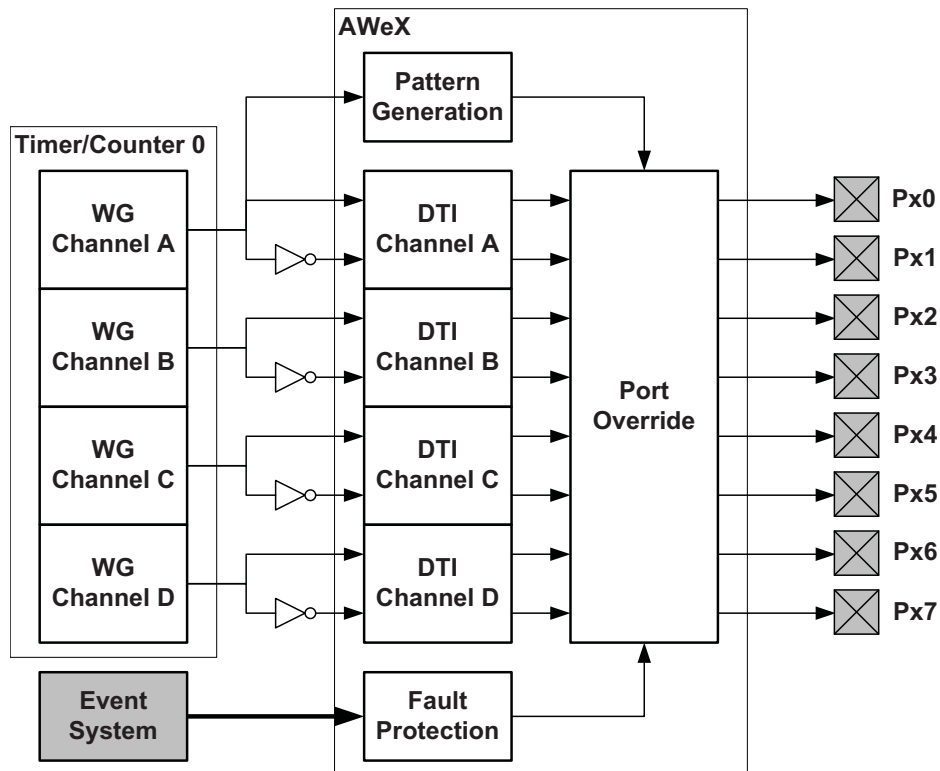 AWeX
Pattern
Generation
Timer/Counter 0
WG
Channel A
DTI
Channel A
Px0
Px1
WG
Channel B
DTI
Channel B
Px2
Px3
Port
Override
WG
Channel C
DTI
Channel C
Px4
Px5
WG
Channel D
DTI
Channel D
Px6
Px7
Event
System
Fault
Protection